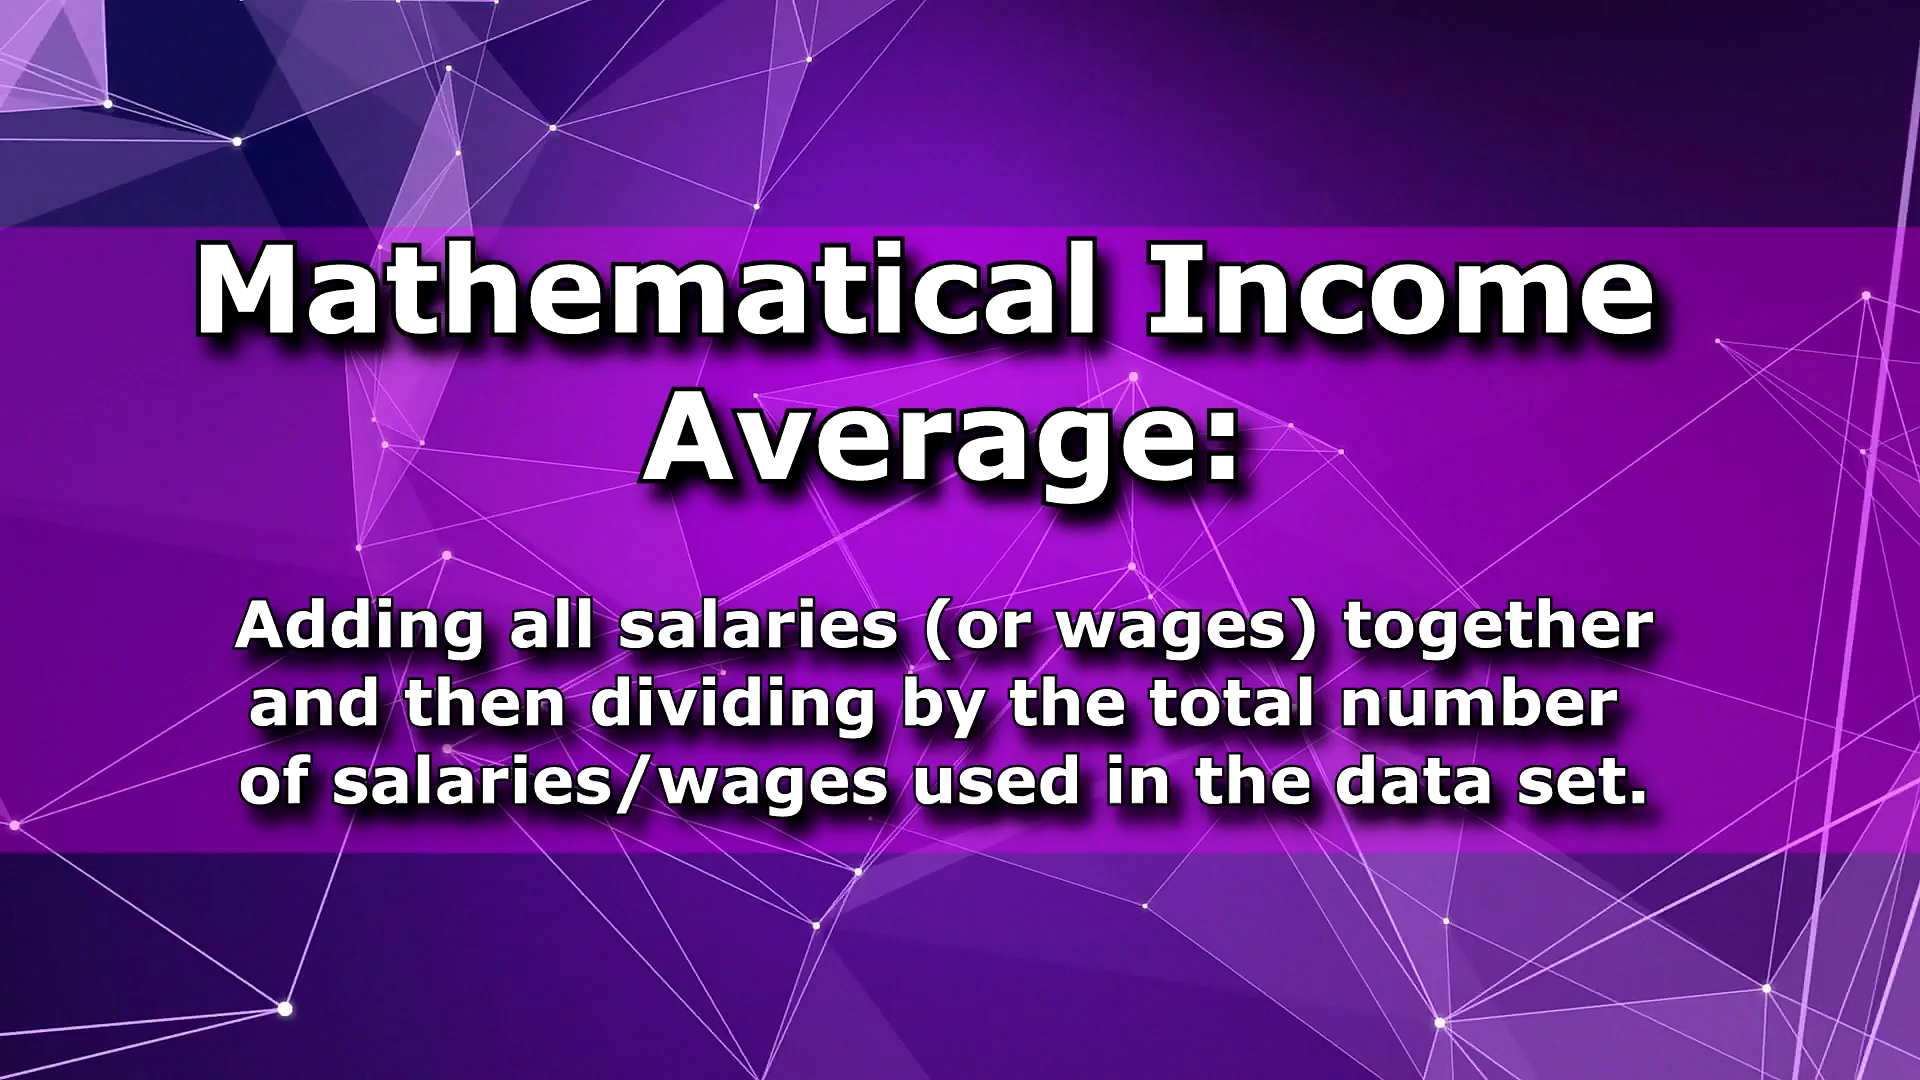 Mathematical Income
Average:
Adding all salaries (or wages) together
and then dividing by the total number
of salaries/wages used in the data set.